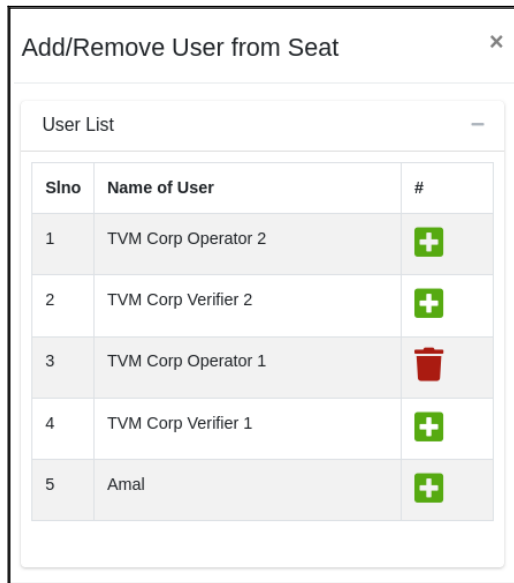 Add/Remove User from Seat ×
User List −
Slno Name of User #
1 TVM Corp Operator 2
2 TVM Corp Verifier 2
3 TVM Corp Operator 1
4 TVM Corp Verifier 1
5 Amal